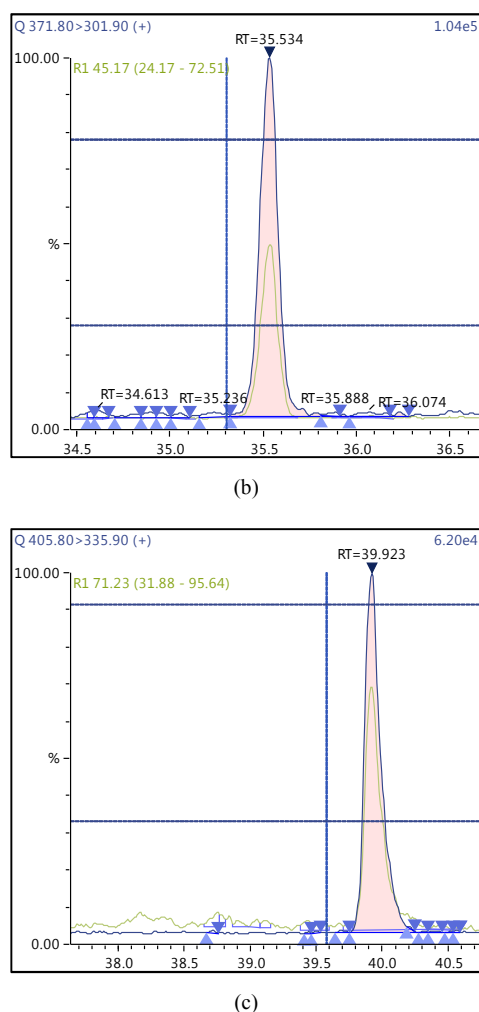 Q 371.80>301.90 (+) 1.04e5
RT=35.534
100.00
R1 45.17 (24.17 - 72.51)
%
RT=34.613 RT=35.236 RT=35.888 RT=36.074
0.00
34.5 35.0 35.5 36.0 36.5
(b)
Q 405.80>335.90 (+) 6.20e4
RT=39.923
100.00
R1 71.23 (31.88 - 95.64)
%
0.00
38.0 38.5 39.0 39.5 40.0 40.5
(c)